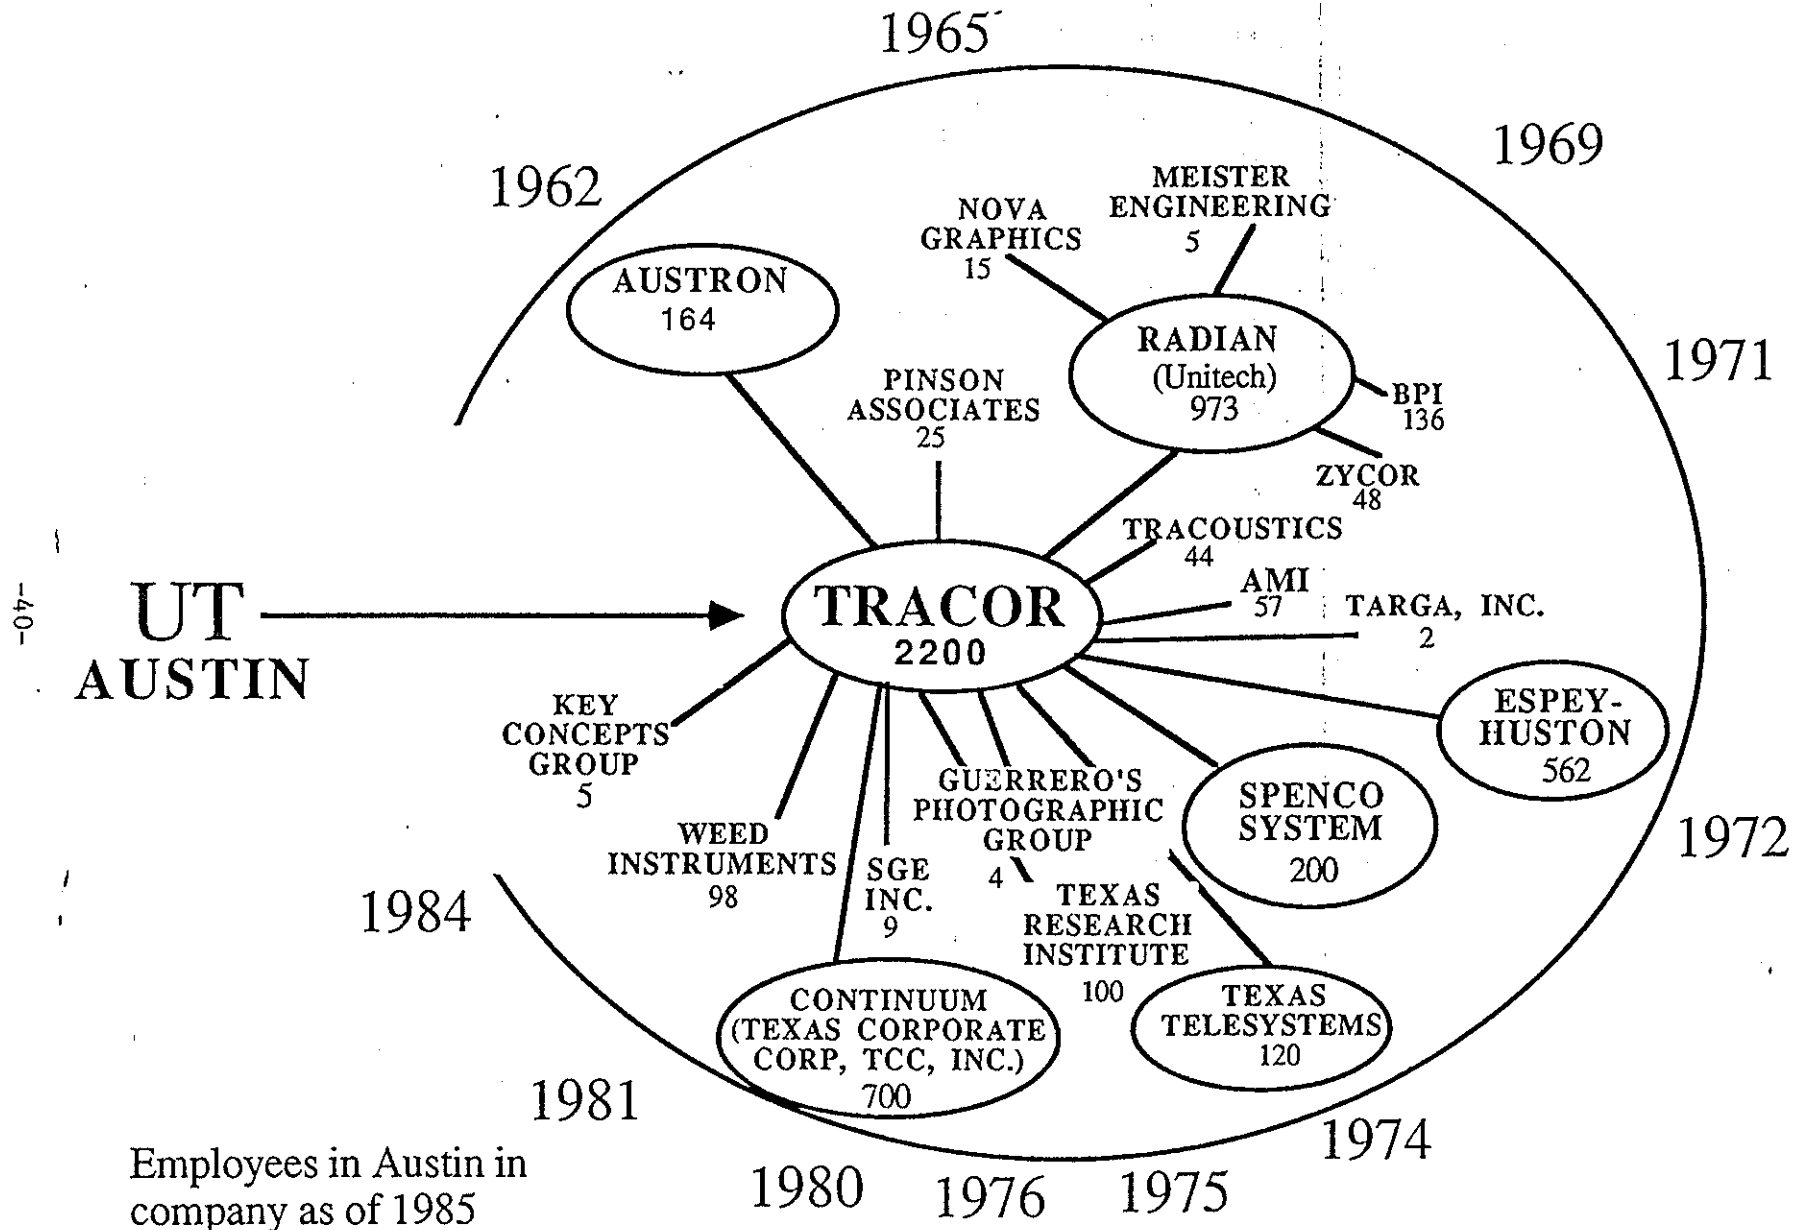 1965
1969
1962
MEISTER
ENGINEERING
5
NOVA
GRAPHICS
15
AUSTRON
164
RADIAN
(Unitech)
973
1971
PINSON
ASSOCIATES
25
BPI
136
ZYCOR
48
TRACOUSTICS
44
AMI
57
TARGA, INC.
2
-40-
UT
AUSTIN
TRACOR
2200
ESPEY-
HUSTON
562
KEY
CONCEPTS
GROUP
5
GUERRERO'S
PHOTOGRAPHIC
GROUP
4
SPENCO
SYSTEM
200
1972
WEED
INSTRUMENTS
98
SGE
INC.
9
TEXAS
RESEARCH
INSTITUTE
100
1984
CONTINUUM
(TEXAS CORPORATE
CORP, TCC, INC.)
700
TEXAS
TELESYSTEMS
120
1981
1974
1980
1976
1975
Employees in Austin in
company as of 1985